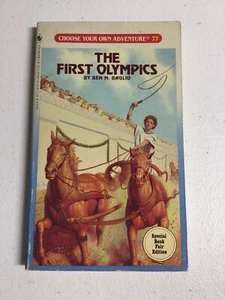 CHOOSE YOUR OWN ADVENTURE® 77
THE
FIRST OLYMPICS
BY BEN M. BAGLIO
Special
Book
Fair
Edition